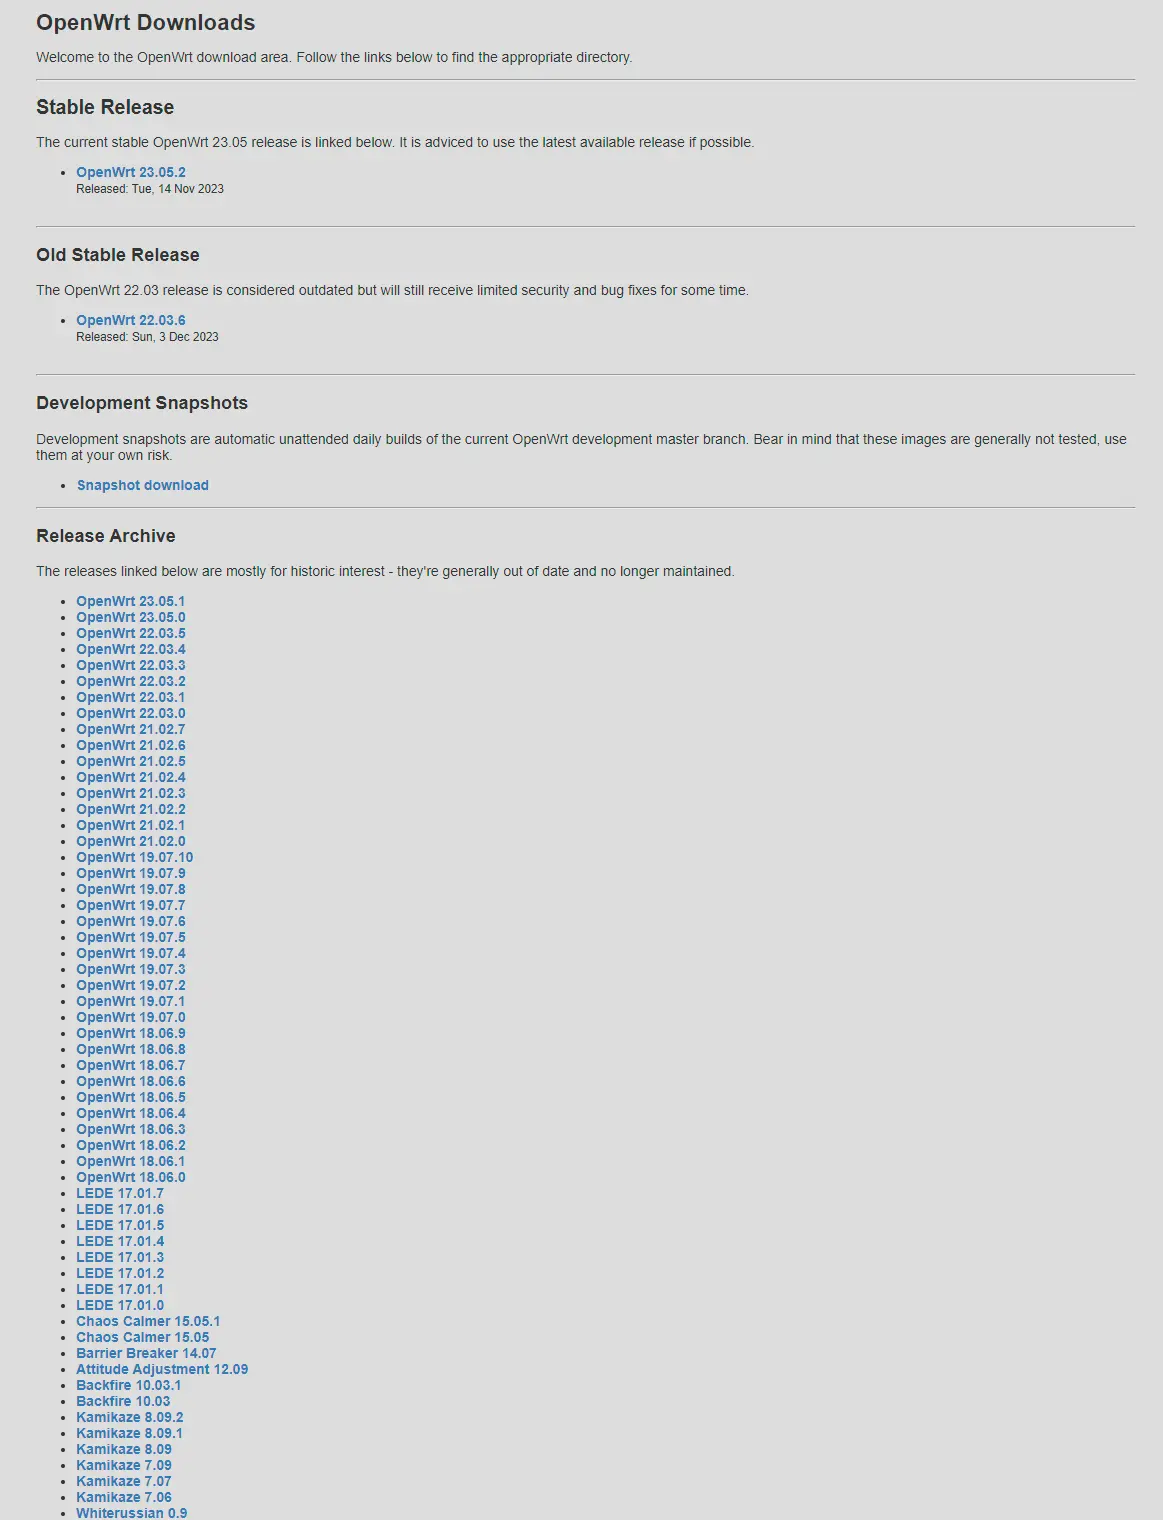 OpenWrt Downloads
Welcome to the OpenWrt download area. Follow the links below to find the appropriate directory.
Stable Release
The current stable OpenWrt 23.05 release is linked below. It is adviced to use the latest available release if possible.
• OpenWrt 23.05.2
Released: Tue, 14 Nov 2023
Old Stable Release
The OpenWrt 22.03 release is considered outdated but will still receive limited security and bug fixes for some time.
• OpenWrt 22.03.6
Released: Sun, 3 Dec 2023
Development Snapshots
Development snapshots are automatic unattended daily builds of the current OpenWrt development master branch. Bear in mind that these images are generally not tested, use
them at your own risk.
• Snapshot download
Release Archive
The releases linked below are mostly for historic interest - they're generally out of date and no longer maintained.
• OpenWrt 23.05.1
• OpenWrt 23.05.0
• OpenWrt 22.03.5
• OpenWrt 22.03.4
• OpenWrt 22.03.3
• OpenWrt 22.03.2
• OpenWrt 22.03.1
• OpenWrt 22.03.0
• OpenWrt 21.02.7
• OpenWrt 21.02.6
• OpenWrt 21.02.5
• OpenWrt 21.02.4
• OpenWrt 21.02.3
• OpenWrt 21.02.2
• OpenWrt 21.02.1
• OpenWrt 21.02.0
• OpenWrt 19.07.10
• OpenWrt 19.07.9
• OpenWrt 19.07.8
• OpenWrt 19.07.7
• OpenWrt 19.07.6
• OpenWrt 19.07.5
• OpenWrt 19.07.4
• OpenWrt 19.07.3
• OpenWrt 19.07.2
• OpenWrt 19.07.1
• OpenWrt 19.07.0
• OpenWrt 18.06.9
• OpenWrt 18.06.8
• OpenWrt 18.06.7
• OpenWrt 18.06.6
• OpenWrt 18.06.5
• OpenWrt 18.06.4
• OpenWrt 18.06.3
• OpenWrt 18.06.2
• OpenWrt 18.06.1
• OpenWrt 18.06.0
• LEDE 17.01.7
• LEDE 17.01.6
• LEDE 17.01.5
• LEDE 17.01.4
• LEDE 17.01.3
• LEDE 17.01.2
• LEDE 17.01.1
• LEDE 17.01.0
• Chaos Calmer 15.05.1
• Chaos Calmer 15.05
• Barrier Breaker 14.07
• Attitude Adjustment 12.09
• Backfire 10.03.1
• Backfire 10.03
• Kamikaze 8.09.2
• Kamikaze 8.09.1
• Kamikaze 8.09
• Kamikaze 7.09
• Kamikaze 7.07
• Kamikaze 7.06
• Whiterussian 0.9